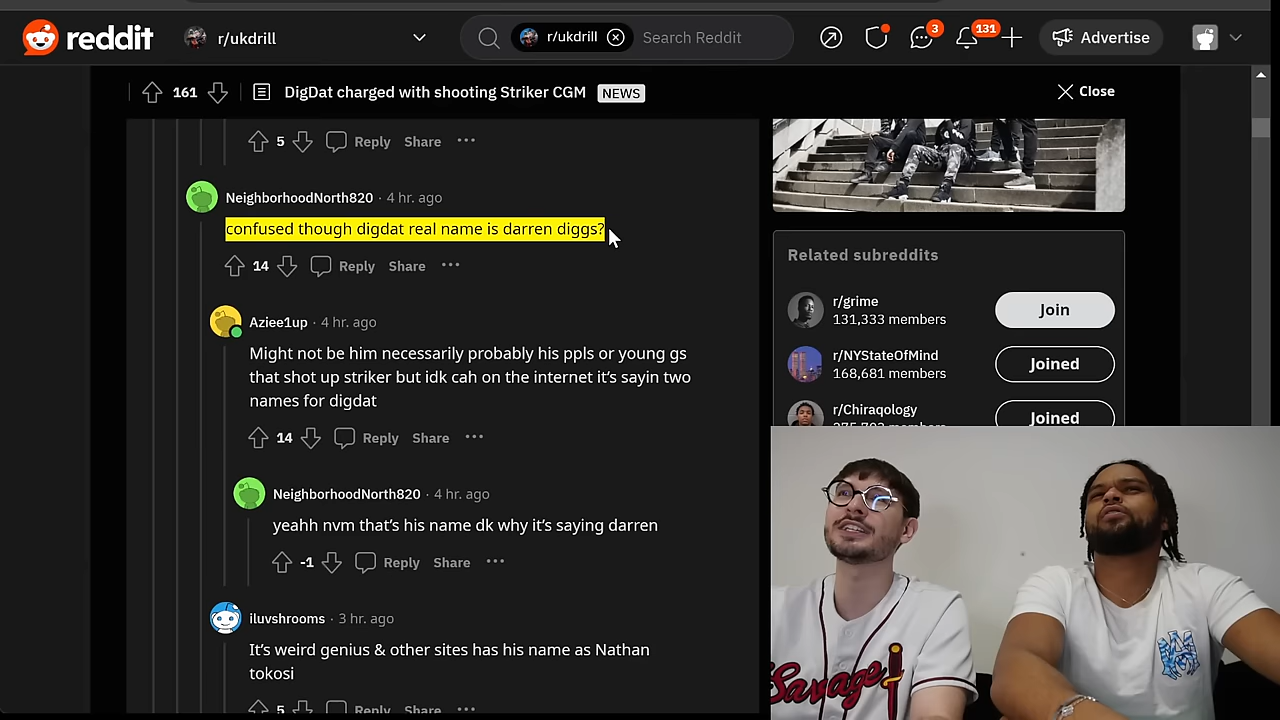 reddit
r/ukdrill
r/ukdrill
Search Reddit
3
131
Advertise
161
DigDat charged with shooting Striker CGM
NEWS
Close
5
Reply
Share
NeighborhoodNorth820 · 4 hr. ago
confused though digdat real name is darren diggs?
14
Reply
Share
Aziee1up · 4 hr. ago
Might not be him necessarily probably his ppls or young gs
that shot up striker but idk cah on the internet it’s sayin two
names for digdat
14
Reply
Share
NeighborhoodNorth820 · 4 hr. ago
yeahh nvm that’s his name dk why it’s saying darren
-1
Reply
Share
iluvshrooms · 3 hr. ago
It’s weird genius & other sites has his name as Nathan
tokosi
5
Reply
Share
Related subreddits
r/grime
131,333 members
Join
r/NYStateOfMind
168,681 members
Joined
r/Chiraqology
Joined
Savage